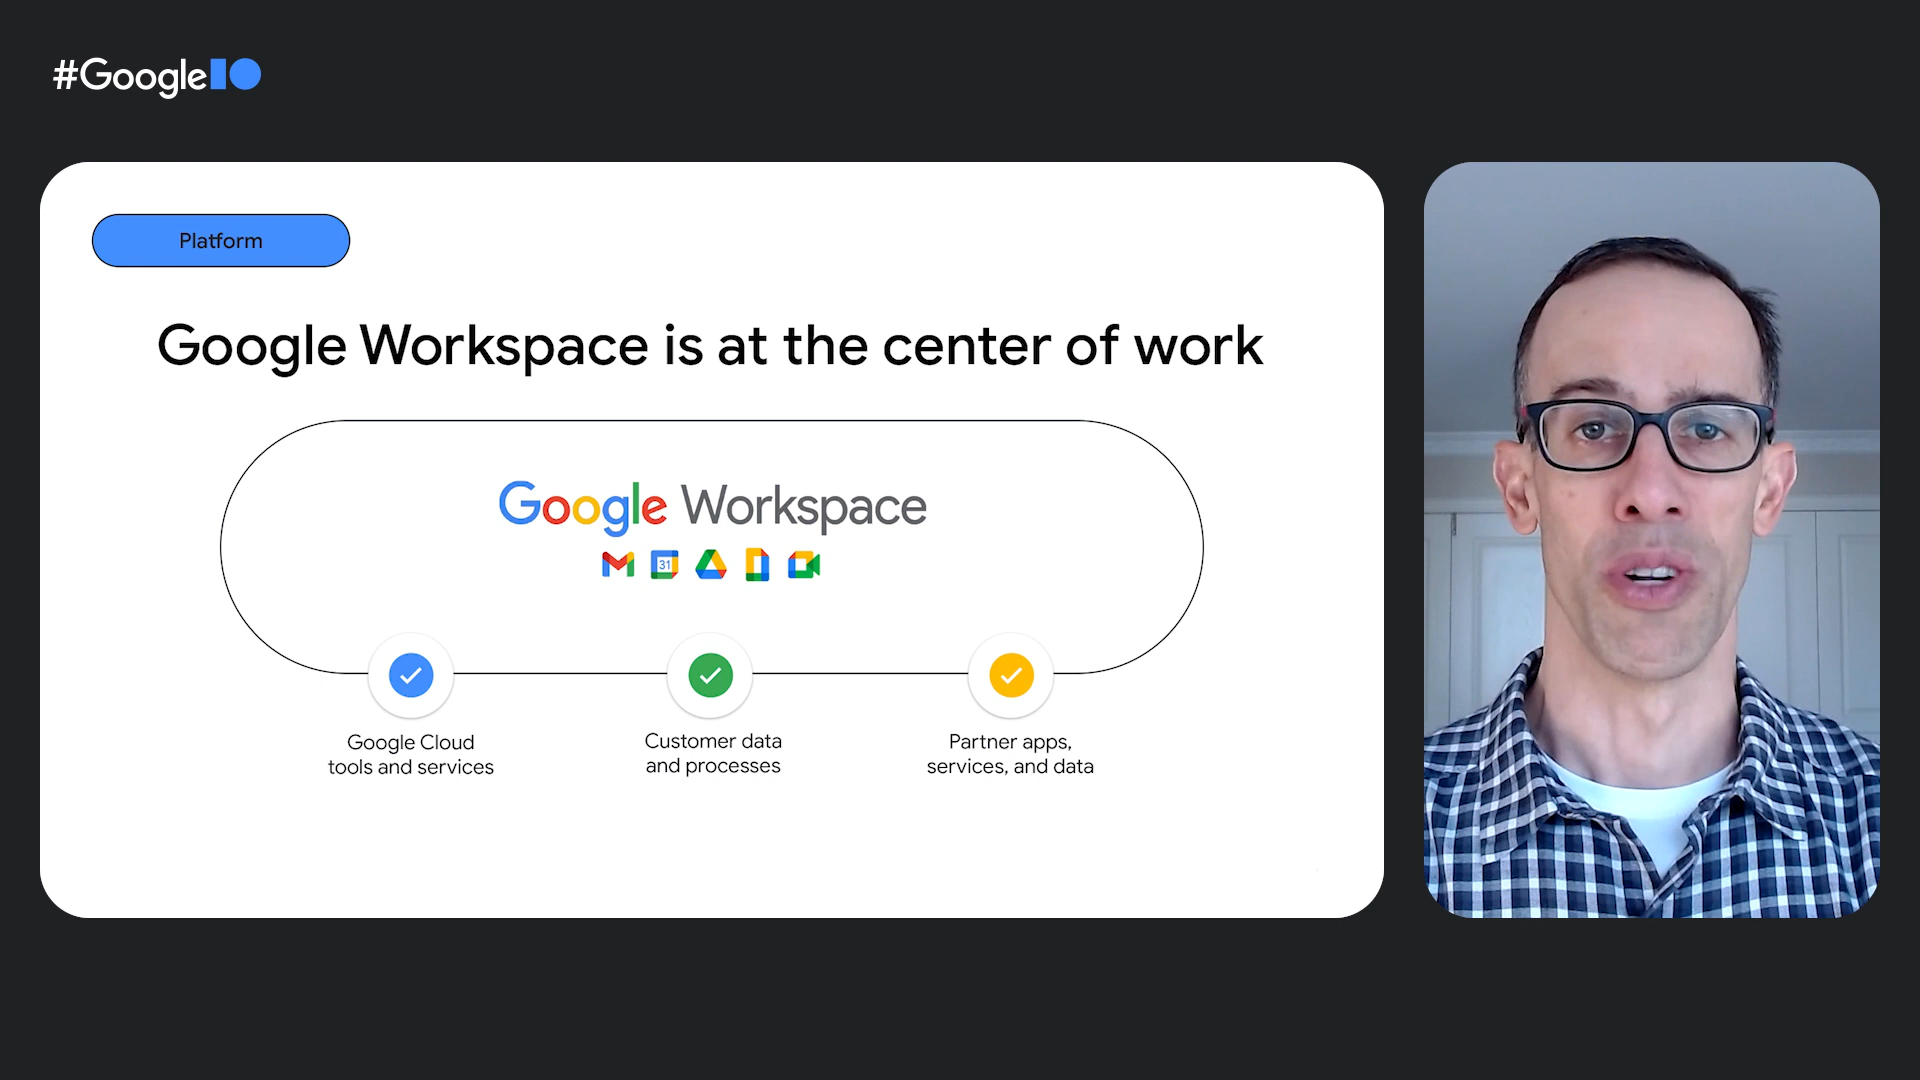 #GoogleIO
Platform
Google Workspace is at the center of work
Google Workspace
31
Google Cloud
tools and services
Customer data
and processes
Partner apps,
services, and data